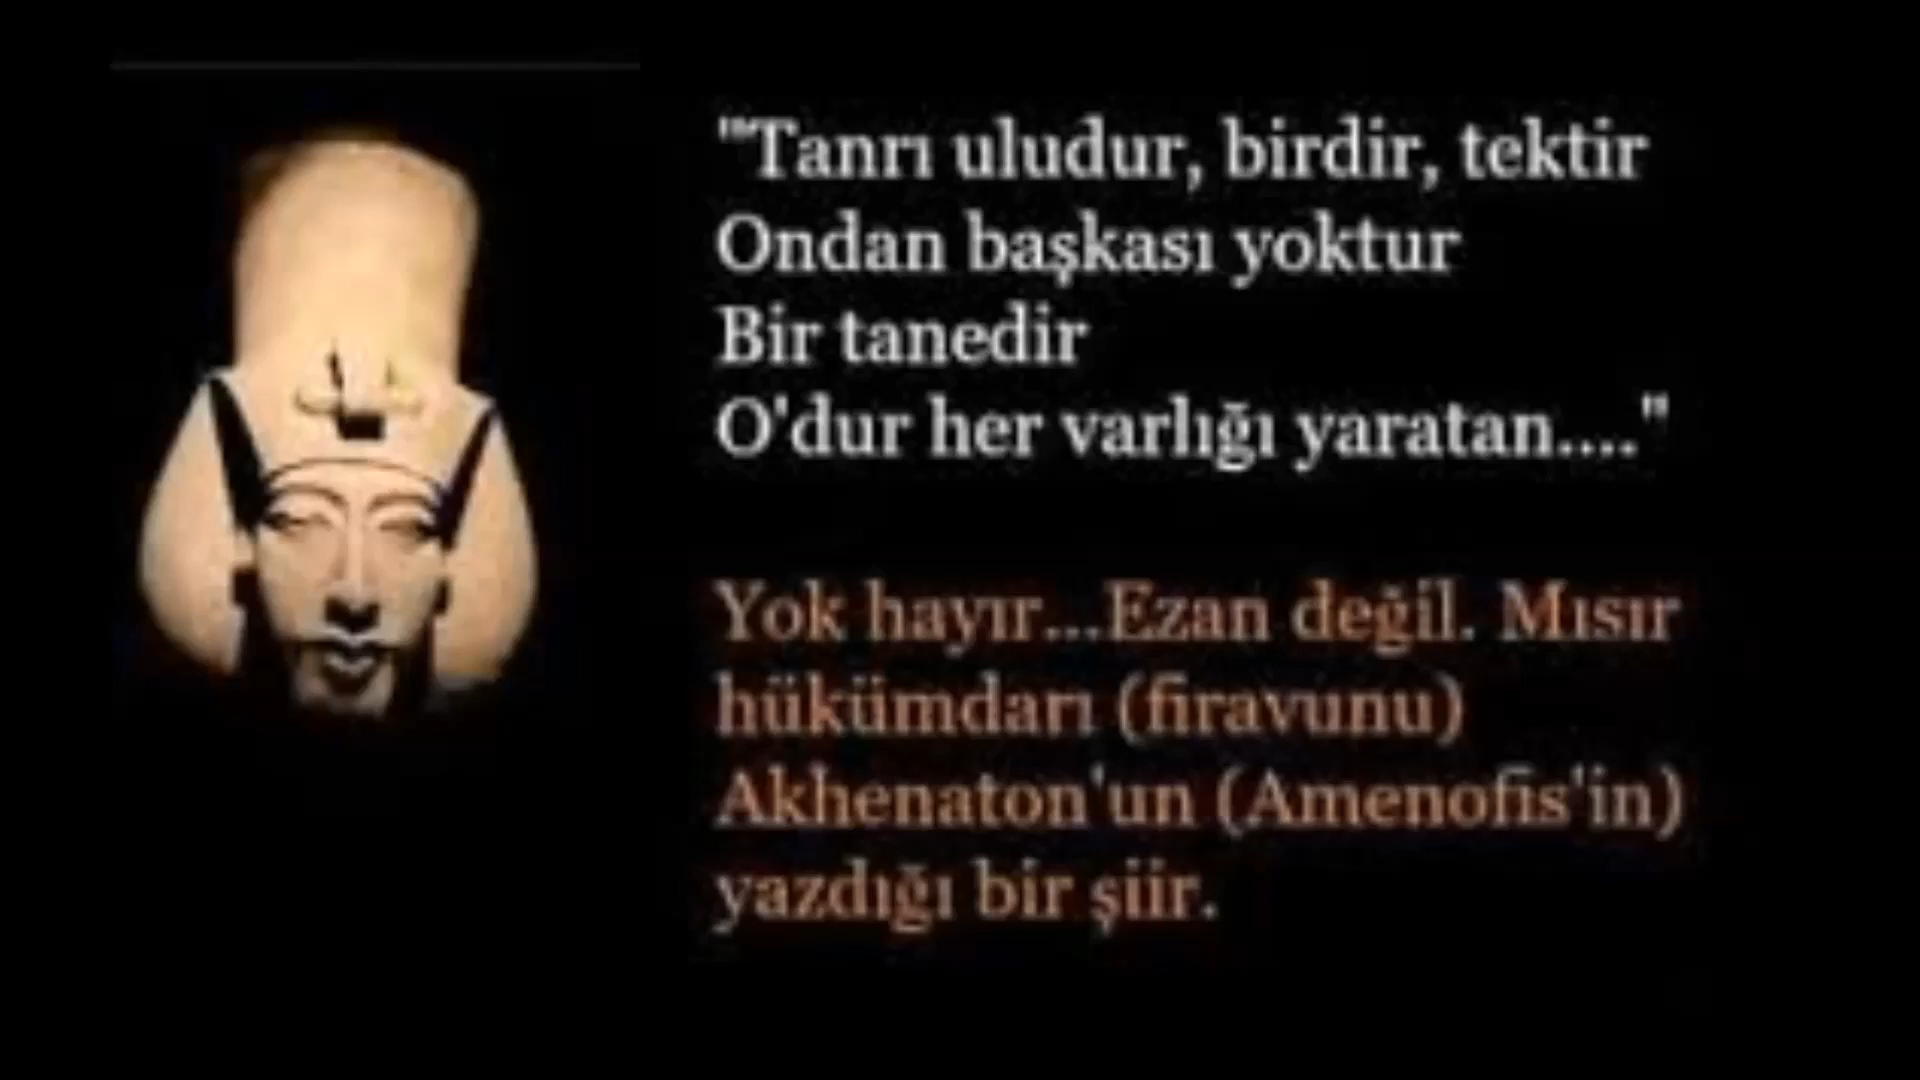 "'Tanrı uludur, birdir, tektir
Ondan başkası yoktur
Bir tanedir
O'dur her varlığı yaratan...."
Yok hayır...Ezan değil. Mısır
hükümdarı (firavunu)
Akhenaton'un (Amenofis'in)
yazdığı bir şiir.